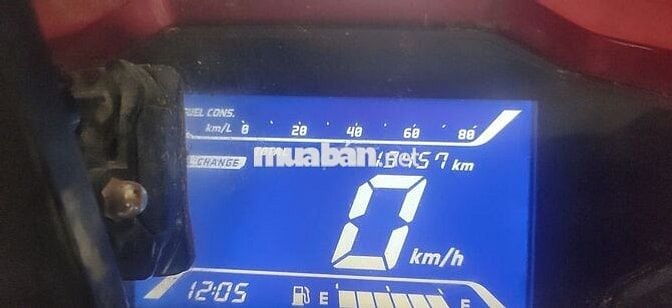 FUEL CONS.
km/L 0 20 40 60 80
muabán.net
CHANGE
km
0 km/h
12:05 E F